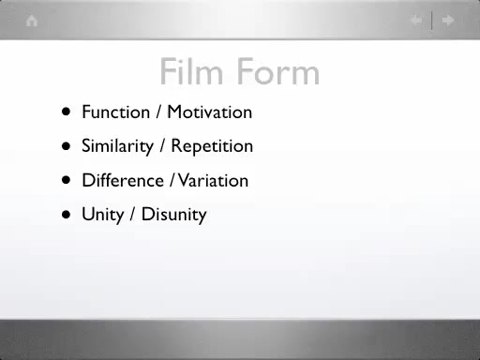 Film Form
• Function / Motivation
• Similarity / Repetition
• Difference / Variation
• Unity / Disunity